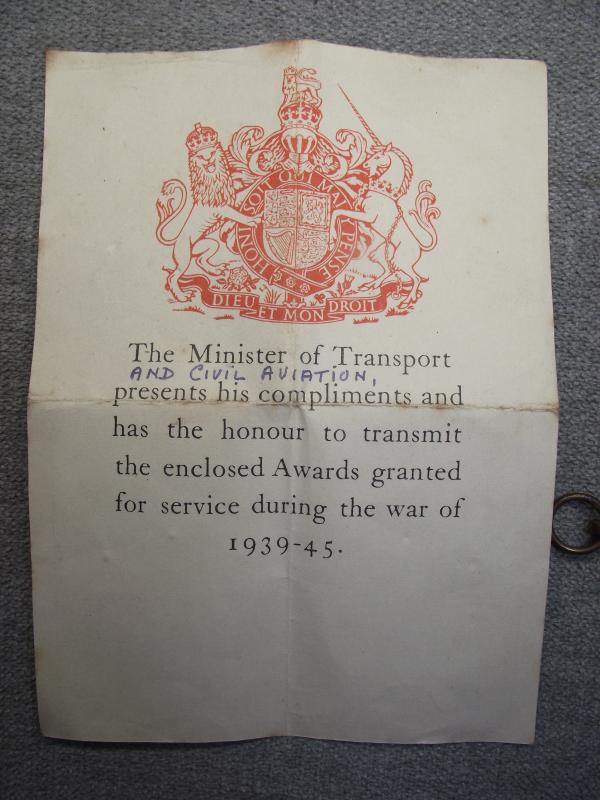 HONI SOIT QUI MAL Y PENSE
DIEU ET MON DROIT
The Minister of Transport
AND CIVIL AVIATION,
presents his compliments and
has the honour to transmit
the enclosed Awards granted
for service during the war of
1939-45.